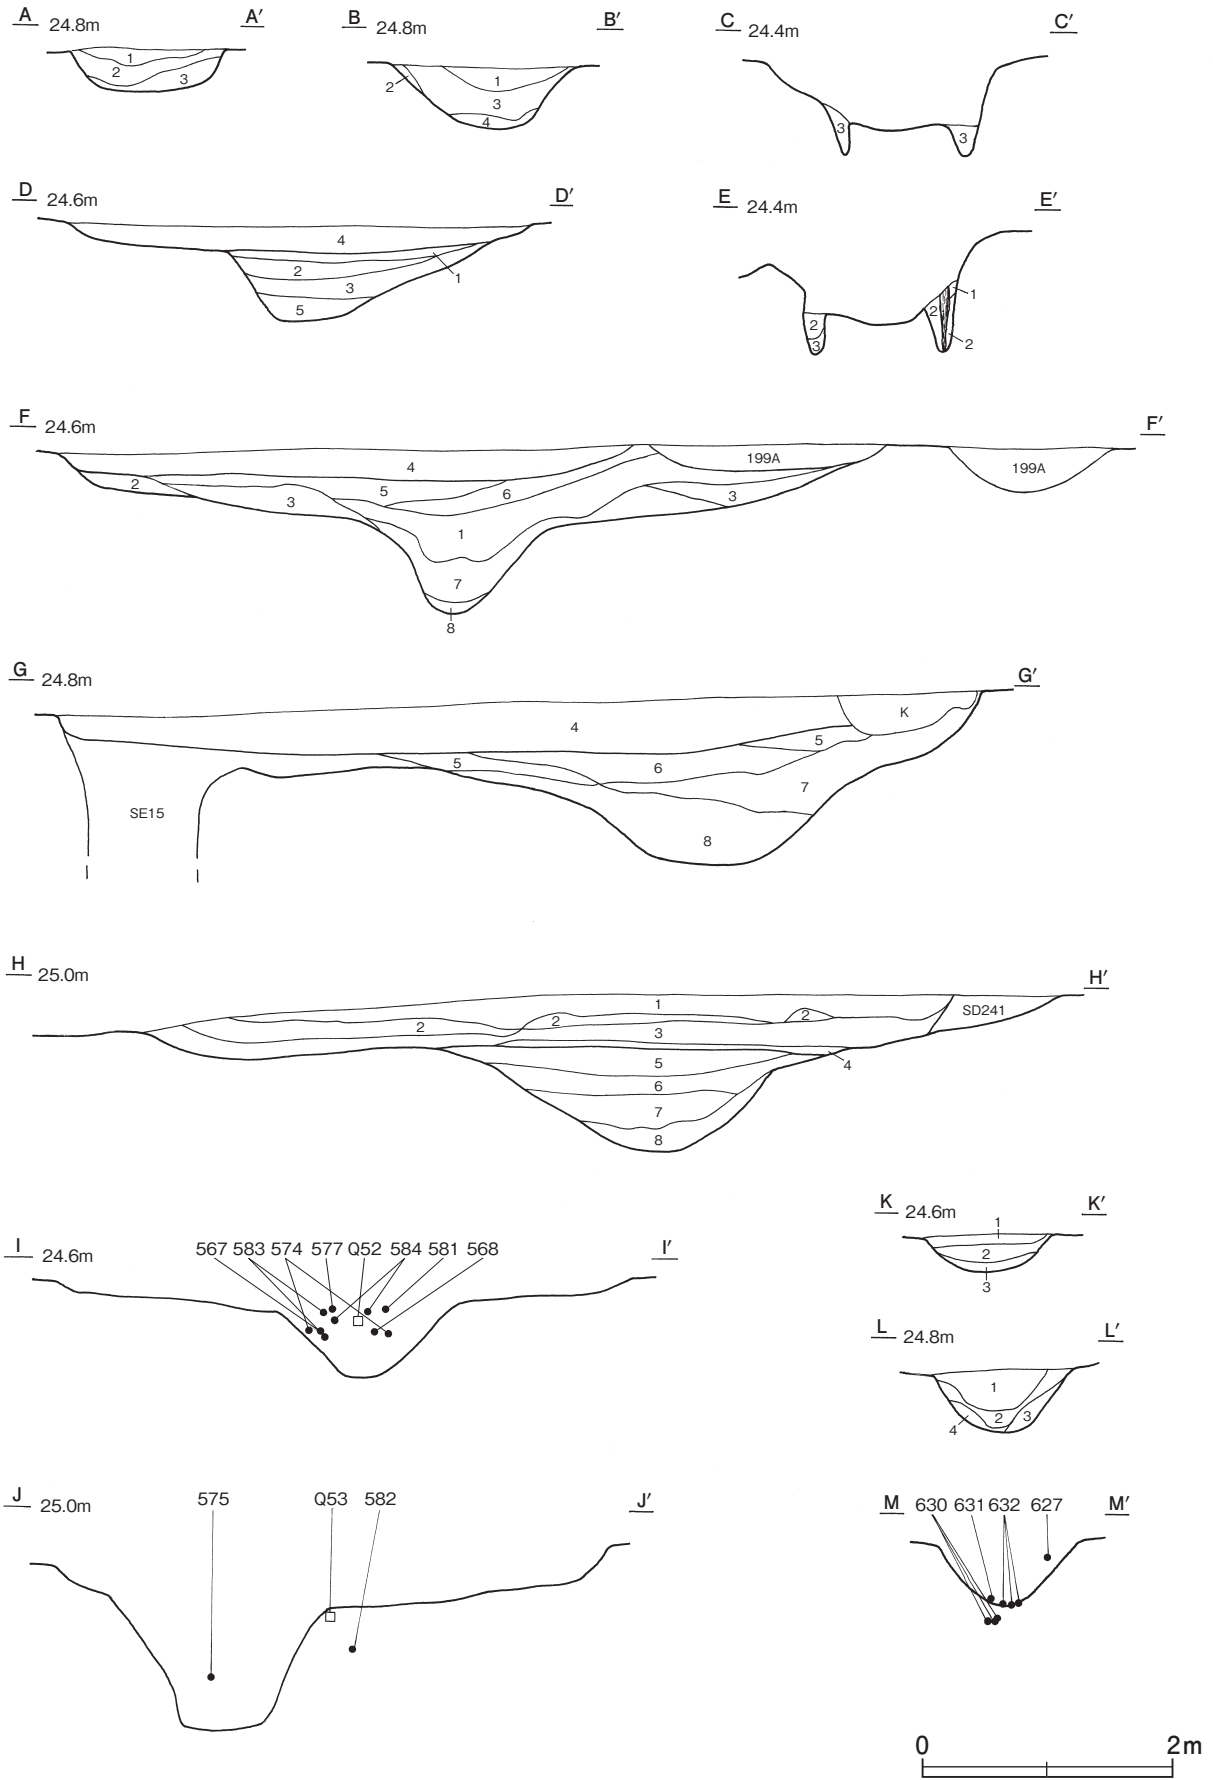 A 24.8m A′
1
2
3
B 24.8m B′
1
2
3
4
C 24.4m C′
3
3
D 24.6m D′
4
2
1
3
5
E 24.4m E′
1
2
2
3
2
F 24.6m F′
4
199A
199A
2
5
6
3
3
1
7
8
G 24.8m G′
K
4
5
5
6
7
SE15
8
H 25.0m H′
1
SD241
2
2
2
3
4
5
6
7
8
I 24.6m I′
567 583 574 577 Q52 584 581 568
J 25.0m J′
575 Q53 582
K 24.6m K′
1
2
3
L 24.8m L′
1
2
3
4
M 630 631 632 627 M′
0 2m